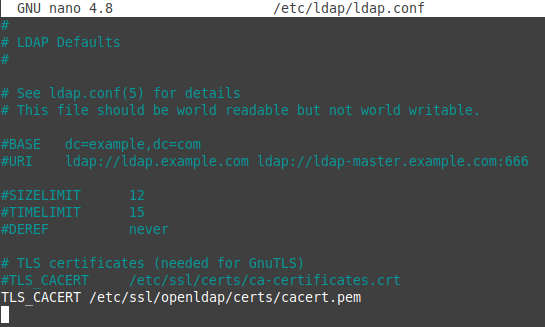 GNU nano 4.8 /etc/ldap/ldap.conf
#
# LDAP Defaults
#
# See ldap.conf(5) for details
# This file should be world readable but not world writable.
#BASE dc=example,dc=com
#URI ldap://ldap.example.com ldap://ldap-master.example.com:666
#SIZELIMIT 12
#TIMELIMIT 15
#DEREF never
# TLS certificates (needed for GnuTLS)
#TLS_CACERT /etc/ssl/certs/ca-certificates.crt
TLS_CACERT /etc/ssl/openldap/certs/cacert.pem